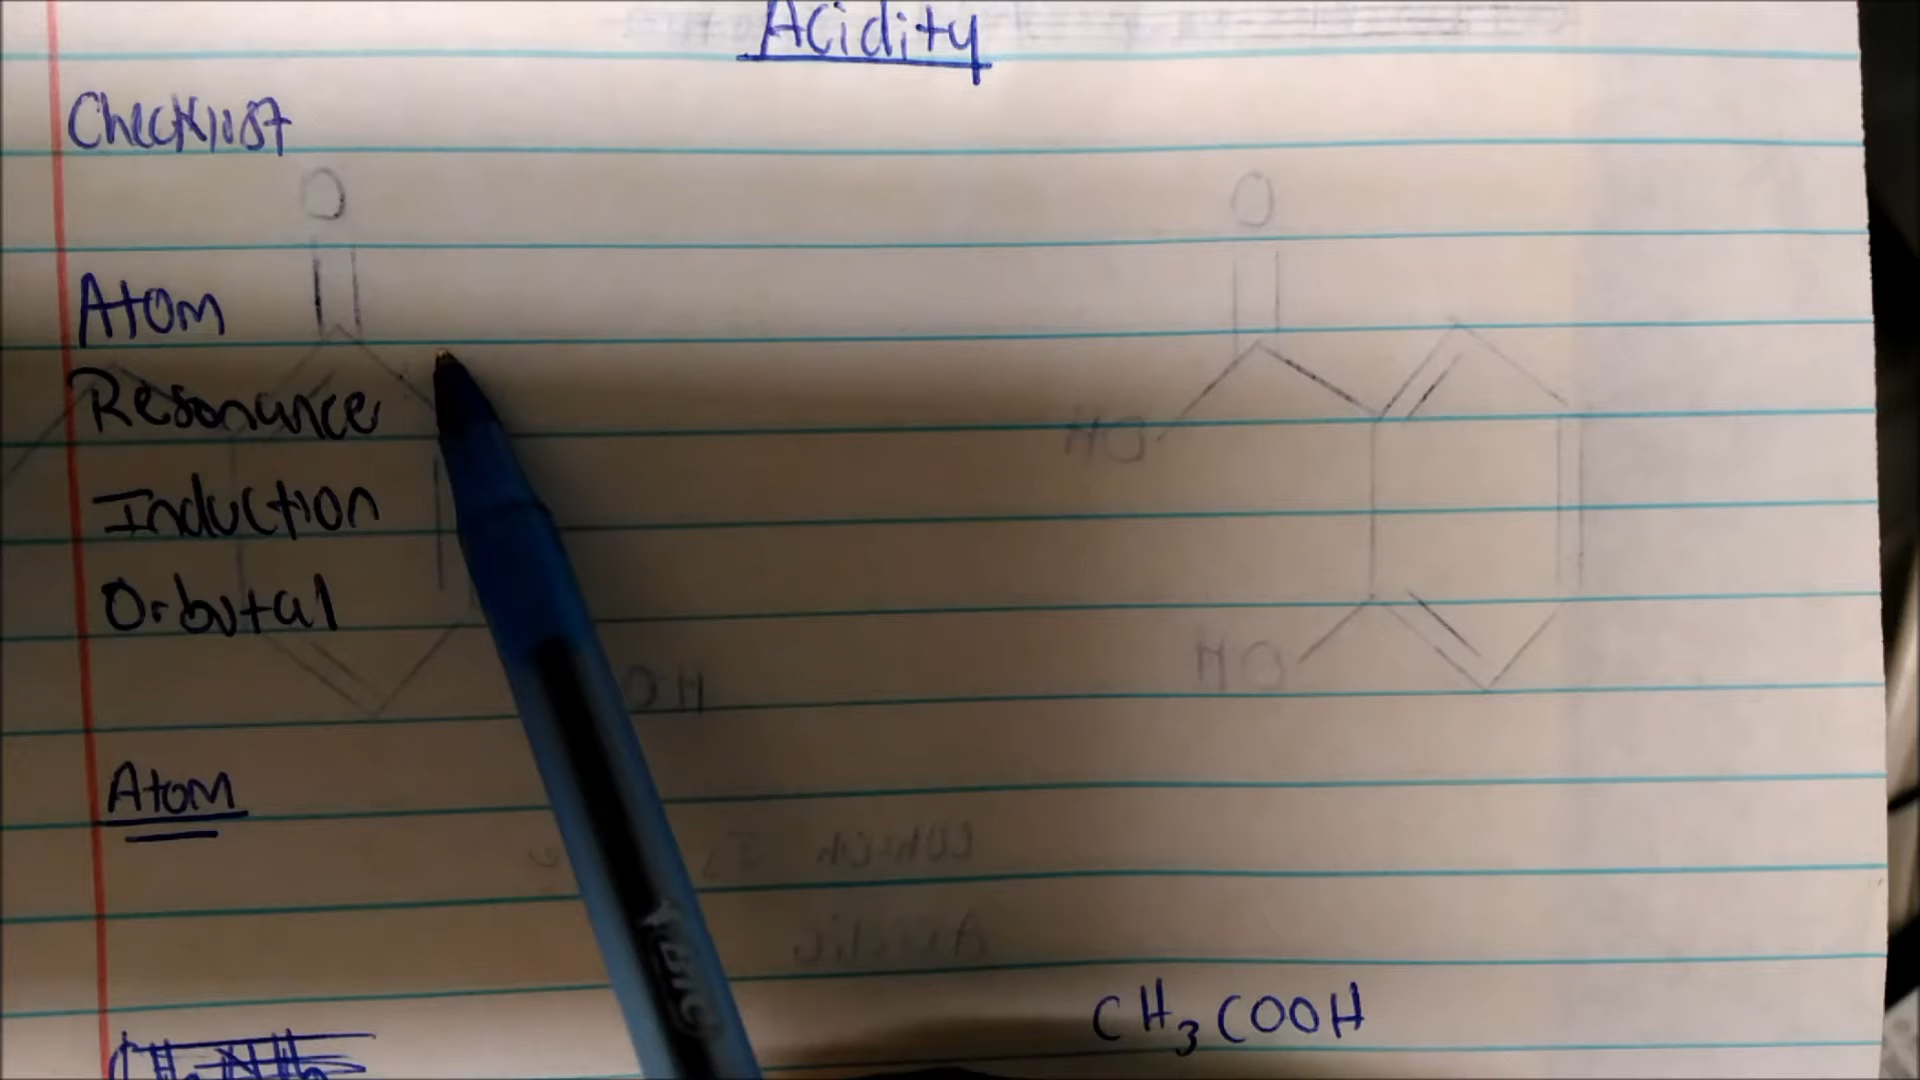 Acidity
Checklist
Atom
Resonance
Induction
Orbital
Atom
CH3COOH
O
O
HO
HO
OH